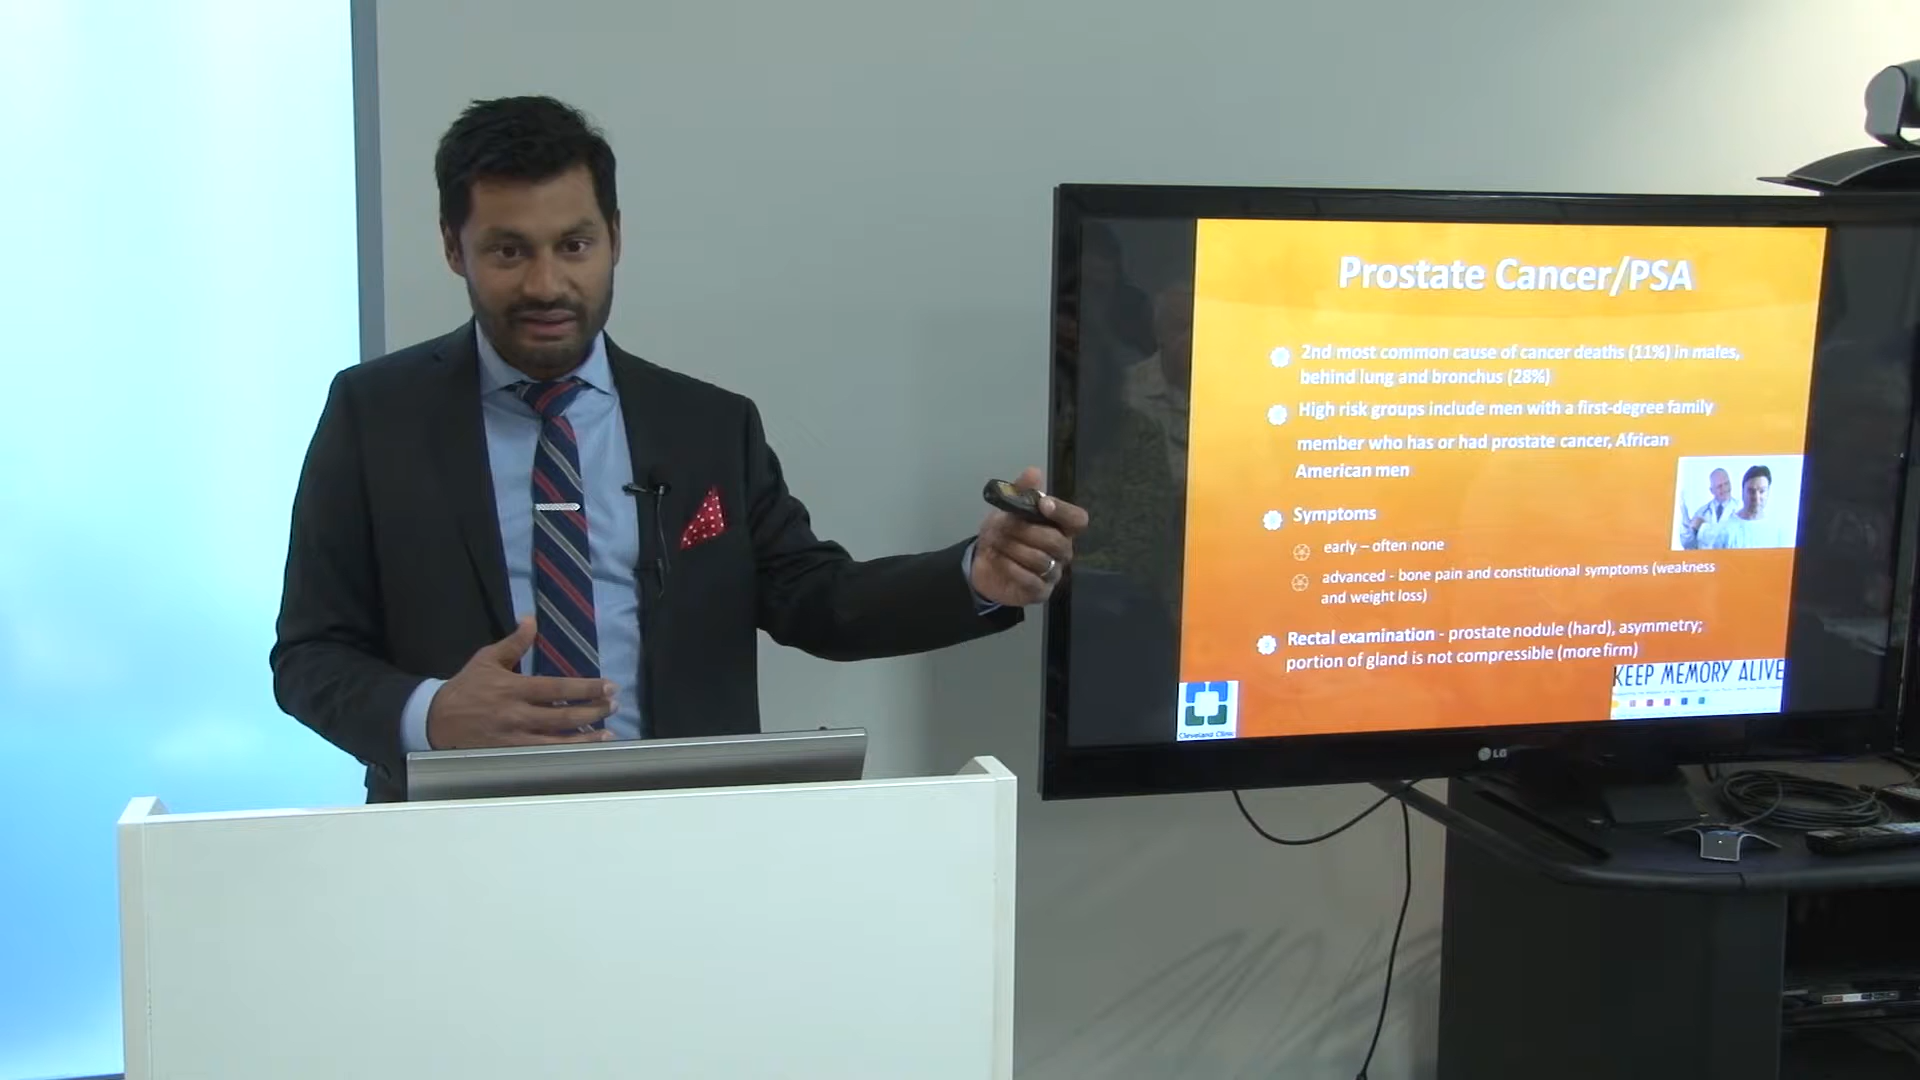 Prostate Cancer/PSA
2nd most common cause of cancer deaths (11%) in males,
behind lung and bronchus (28%)
High risk groups include men with a first-degree family
member who has or had prostate cancer, African
American men
Symptoms
early – often none
advanced - bone pain and constitutional symptoms (weakness
and weight loss)
Rectal examination - prostate nodule (hard), asymmetry;
portion of gland is not compressible (more firm)
KEEP MEMORY ALIVE
Cleveland Clinic
LG